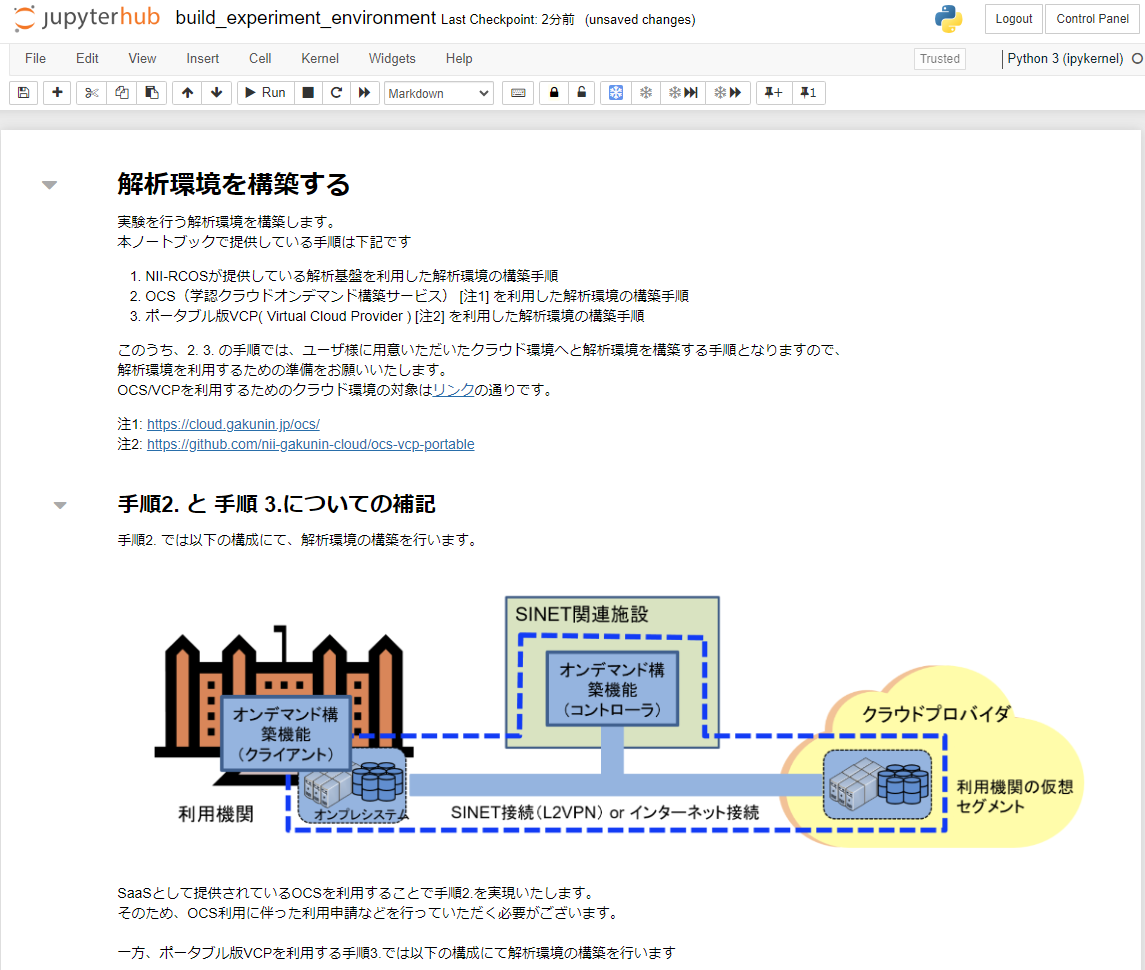 jupyterhub build_experiment_environment Last Checkpoint: 2分前 (unsaved changes) Logout Control Panel
File Edit View Insert Cell Kernel Widgets Help Trusted Python 3 (ipykernel)
Run Markdown +1
解析環境を構築する
実験を行う解析環境を構築します。
本ノートブックで提供している手順は下記です
1. NII-RCOSが提供している解析基盤を利用した解析環境の構築手順
2. OCS（学認クラウドオンデマンド構築サービス） [注1] を利用した解析環境の構築手順
3. ポータブル版VCP( Virtual Cloud Provider ) [注2] を利用した解析環境の構築手順
このうち、2. 3. の手順では、ユーザ様に用意いただいたクラウド環境へと解析環境を構築する手順となりますので、
解析環境を利用するための準備をお願いいたします。
OCS/VCPを利用するためのクラウド環境の対象はリンクの通りです。
注1: https://cloud.gakunin.jp/ocs/
注2: https://github.com/nii-gakunin-cloud/ocs-vcp-portable
手順2. と 手順 3.についての補記
手順2. では以下の構成にて、解析環境の構築を行います。
SINET関連施設
オンデマンド構
築機能
（コントローラ）
オンデマンド構
築機能
（クライアント）
クラウドプロバイダ
利用機関
オンプレシステム
SINET接続（L2VPN） or インターネット接続
利用機関の仮想
セグメント
SaaSとして提供されているOCSを利用することで手順2.を実現いたします。
そのため、OCS利用に伴った利用申請などを行っていただく必要がございます。
一方、ポータブル版VCPを利用する手順3.では以下の構成にて解析環境の構築を行います